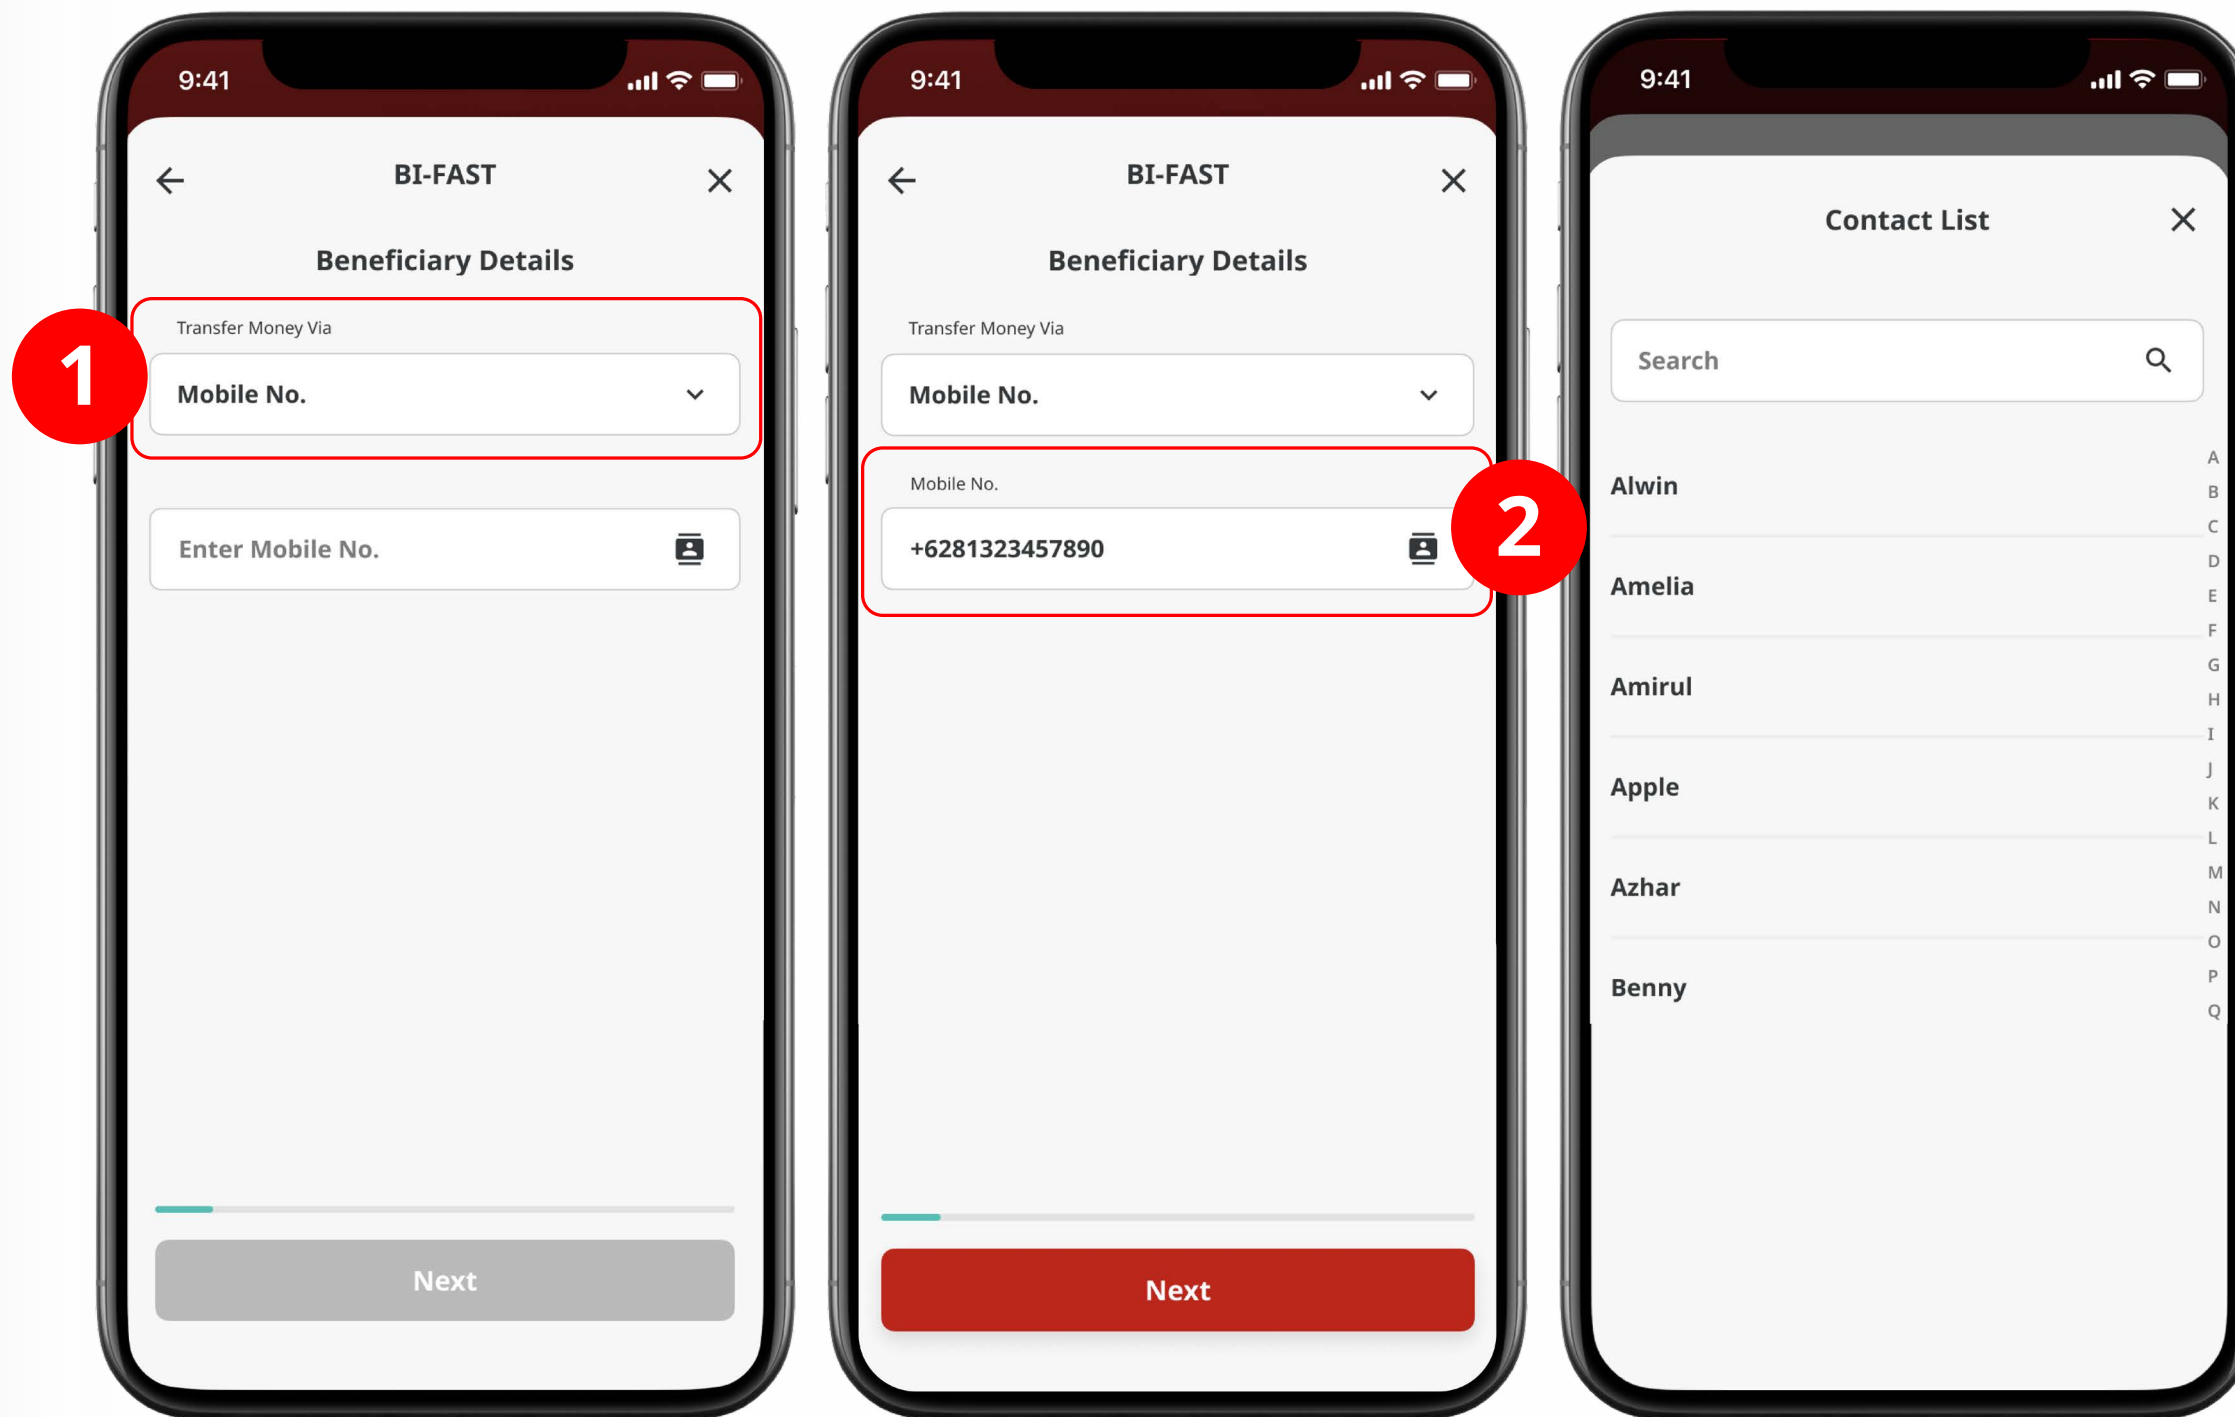 9:41
BI-FAST
Beneficiary Details
1
Transfer Money Via
Mobile No.
Enter Mobile No.
Next
9:41
BI-FAST
Beneficiary Details
Transfer Money Via
Mobile No.
Mobile No.
+6281323457890
2
Next
9:41
Contact List
Search
Alwin
Amelia
Amirul
Apple
Azhar
Benny
A
B
C
D
E
F
G
H
I
J
K
L
M
N
O
P
Q